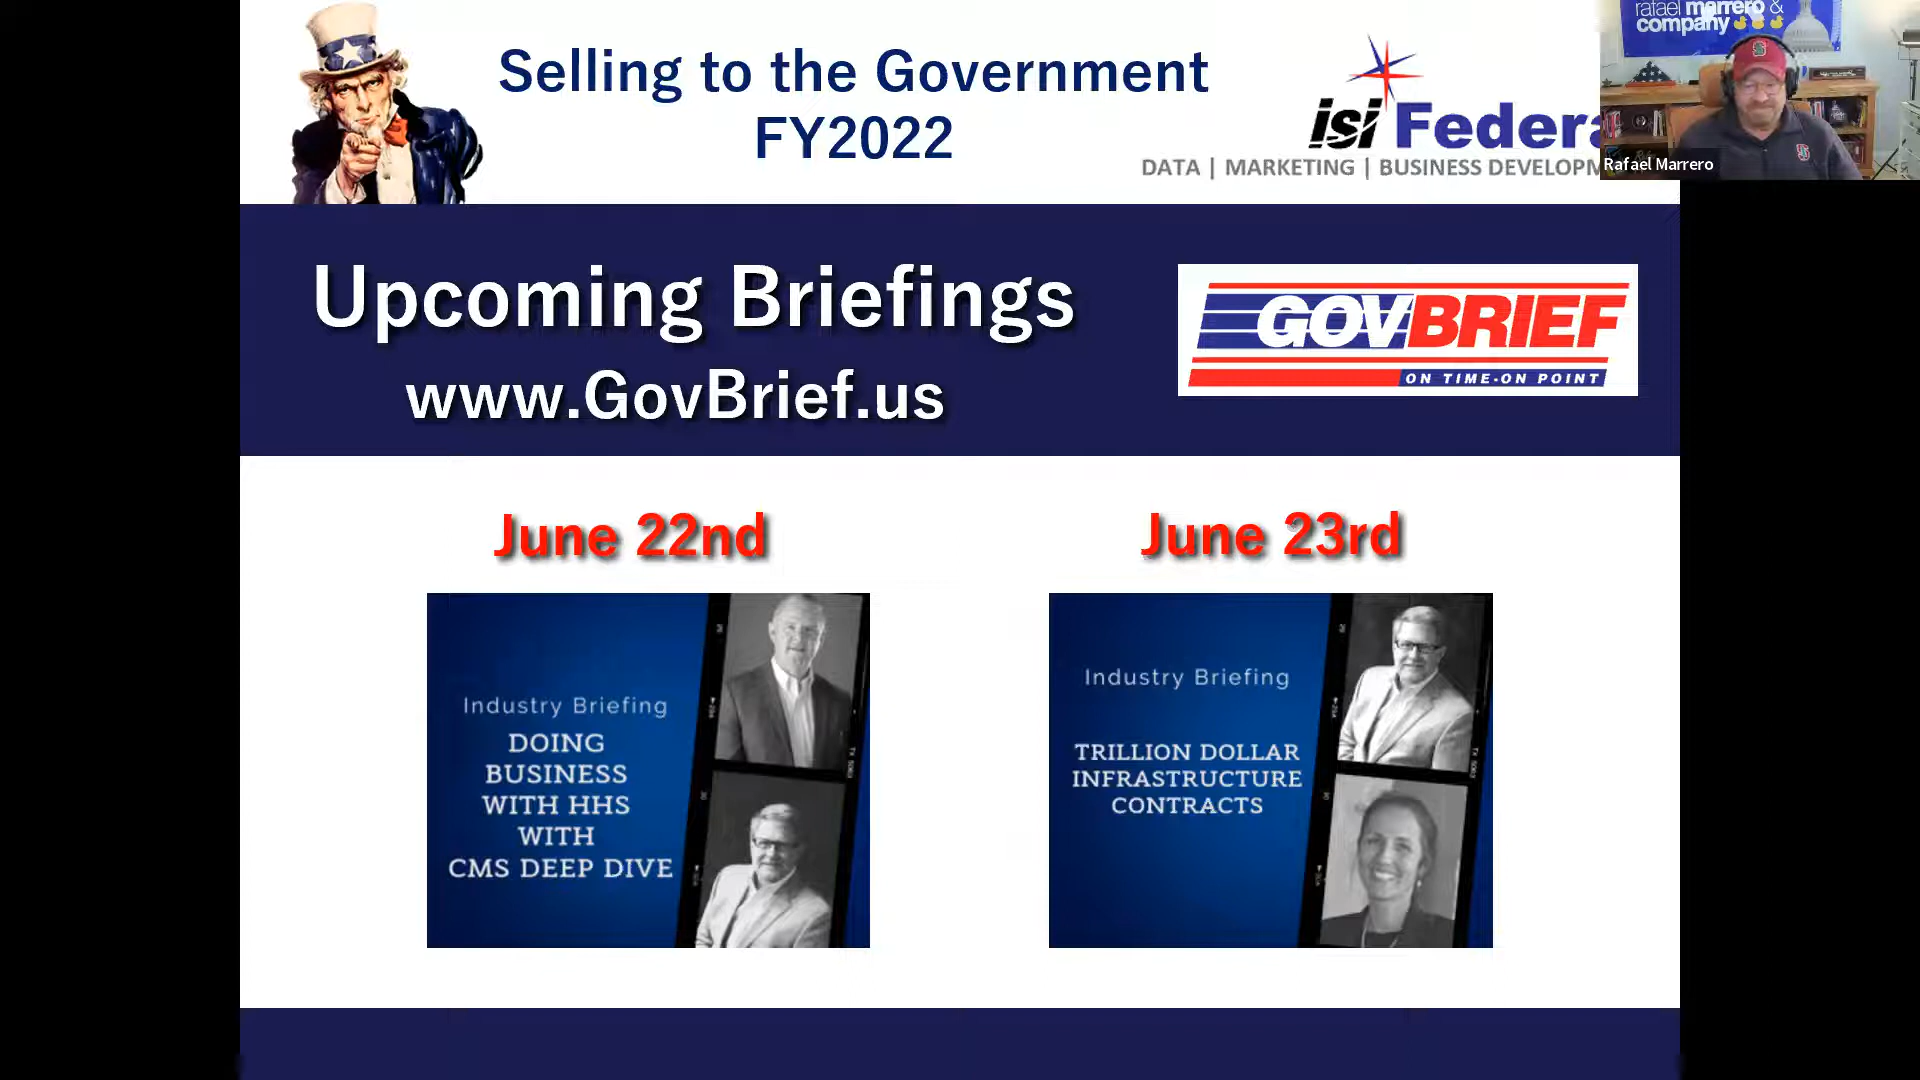 Selling to the Government
FY2022
isi Federa
DATA | MARKETING | BUSINESS DEVELOPM
rafael marrero &
company
Rafael Marrero
Upcoming Briefings
www.GovBrief.us
GOVBRIEF
ON TIME-ON POINT
June 22nd
June 23rd
Industry Briefing
DOING
BUSINESS
WITH HHS
WITH
CMS DEEP DIVE
Industry Briefing
TRILLION DOLLAR
INFRASTRUCTURE
CONTRACTS